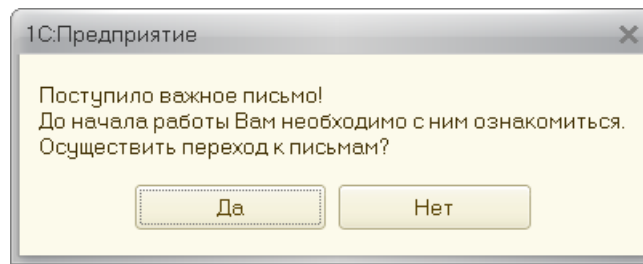 1С:Предприятие
Поступило важное письмо!
До начала работы Вам необходимо с ним ознакомиться.
Осуществить переход к письмам?
Да Нет